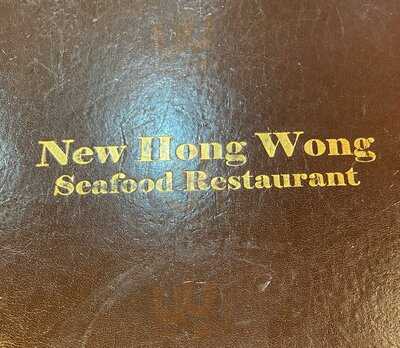 New Hong Wong
Seafood Restaurant